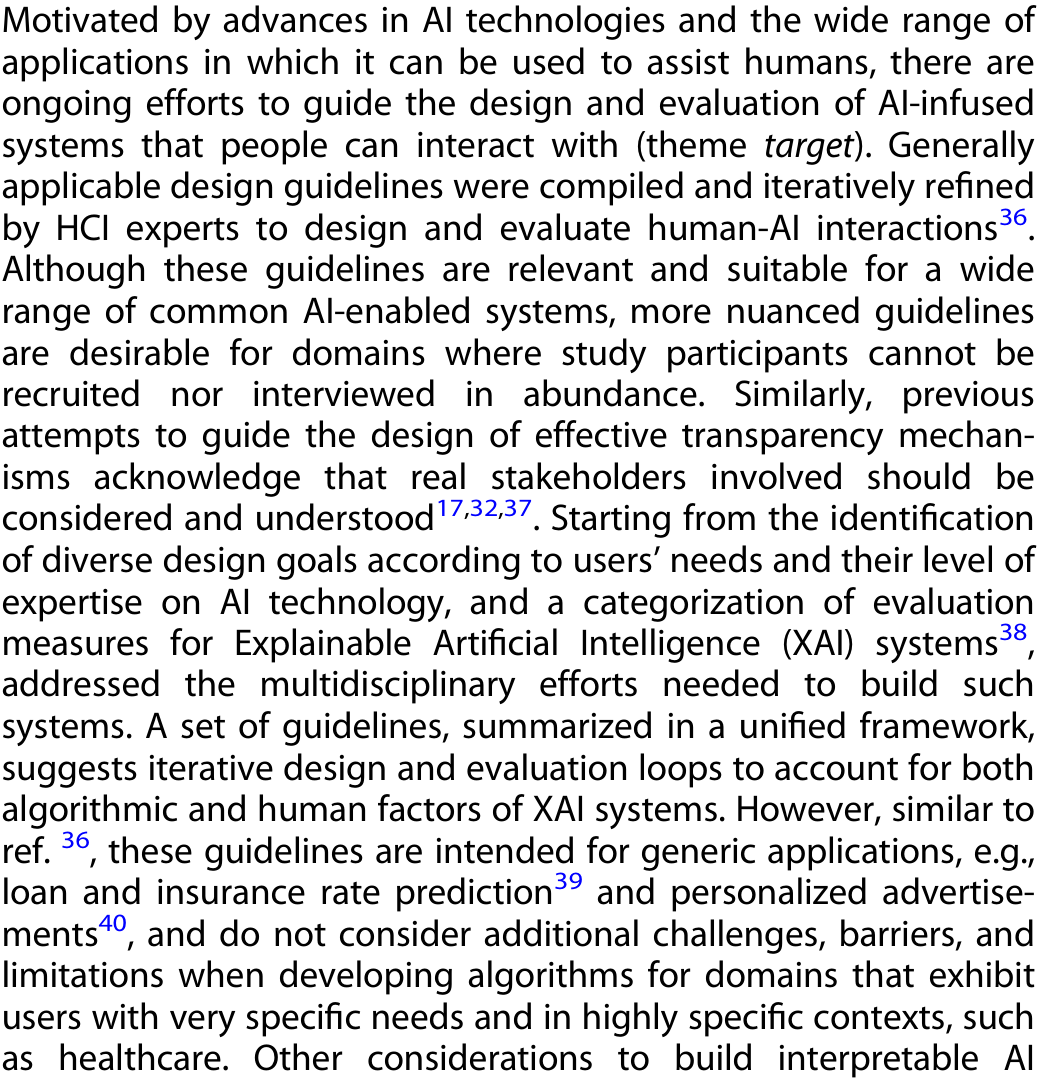 Motivated by advances in AI technologies and the wide range of
applications in which it can be used to assist humans, there are
ongoing efforts to guide the design and evaluation of AI-infused
systems that people can interact with (theme target). Generally
applicable design guidelines were compiled and iteratively refined
by HCI experts to design and evaluate human-AI interactions36.
Although these guidelines are relevant and suitable for a wide
range of common AI-enabled systems, more nuanced guidelines
are desirable for domains where study participants cannot be
recruited nor interviewed in abundance. Similarly, previous
attempts to guide the design of effective transparency mechan-
isms acknowledge that real stakeholders involved should be
considered and understood17,32,37. Starting from the identification
of diverse design goals according to users’ needs and their level of
expertise on AI technology, and a categorization of evaluation
measures for Explainable Artificial Intelligence (XAI) systems38,
addressed the multidisciplinary efforts needed to build such
systems. A set of guidelines, summarized in a unified framework,
suggests iterative design and evaluation loops to account for both
algorithmic and human factors of XAI systems. However, similar to
ref. 36, these guidelines are intended for generic applications, e.g.,
loan and insurance rate prediction39 and personalized advertise-
ments40, and do not consider additional challenges, barriers, and
limitations when developing algorithms for domains that exhibit
users with very specific needs and in highly specific contexts, such
as healthcare. Other considerations to build interpretable AI